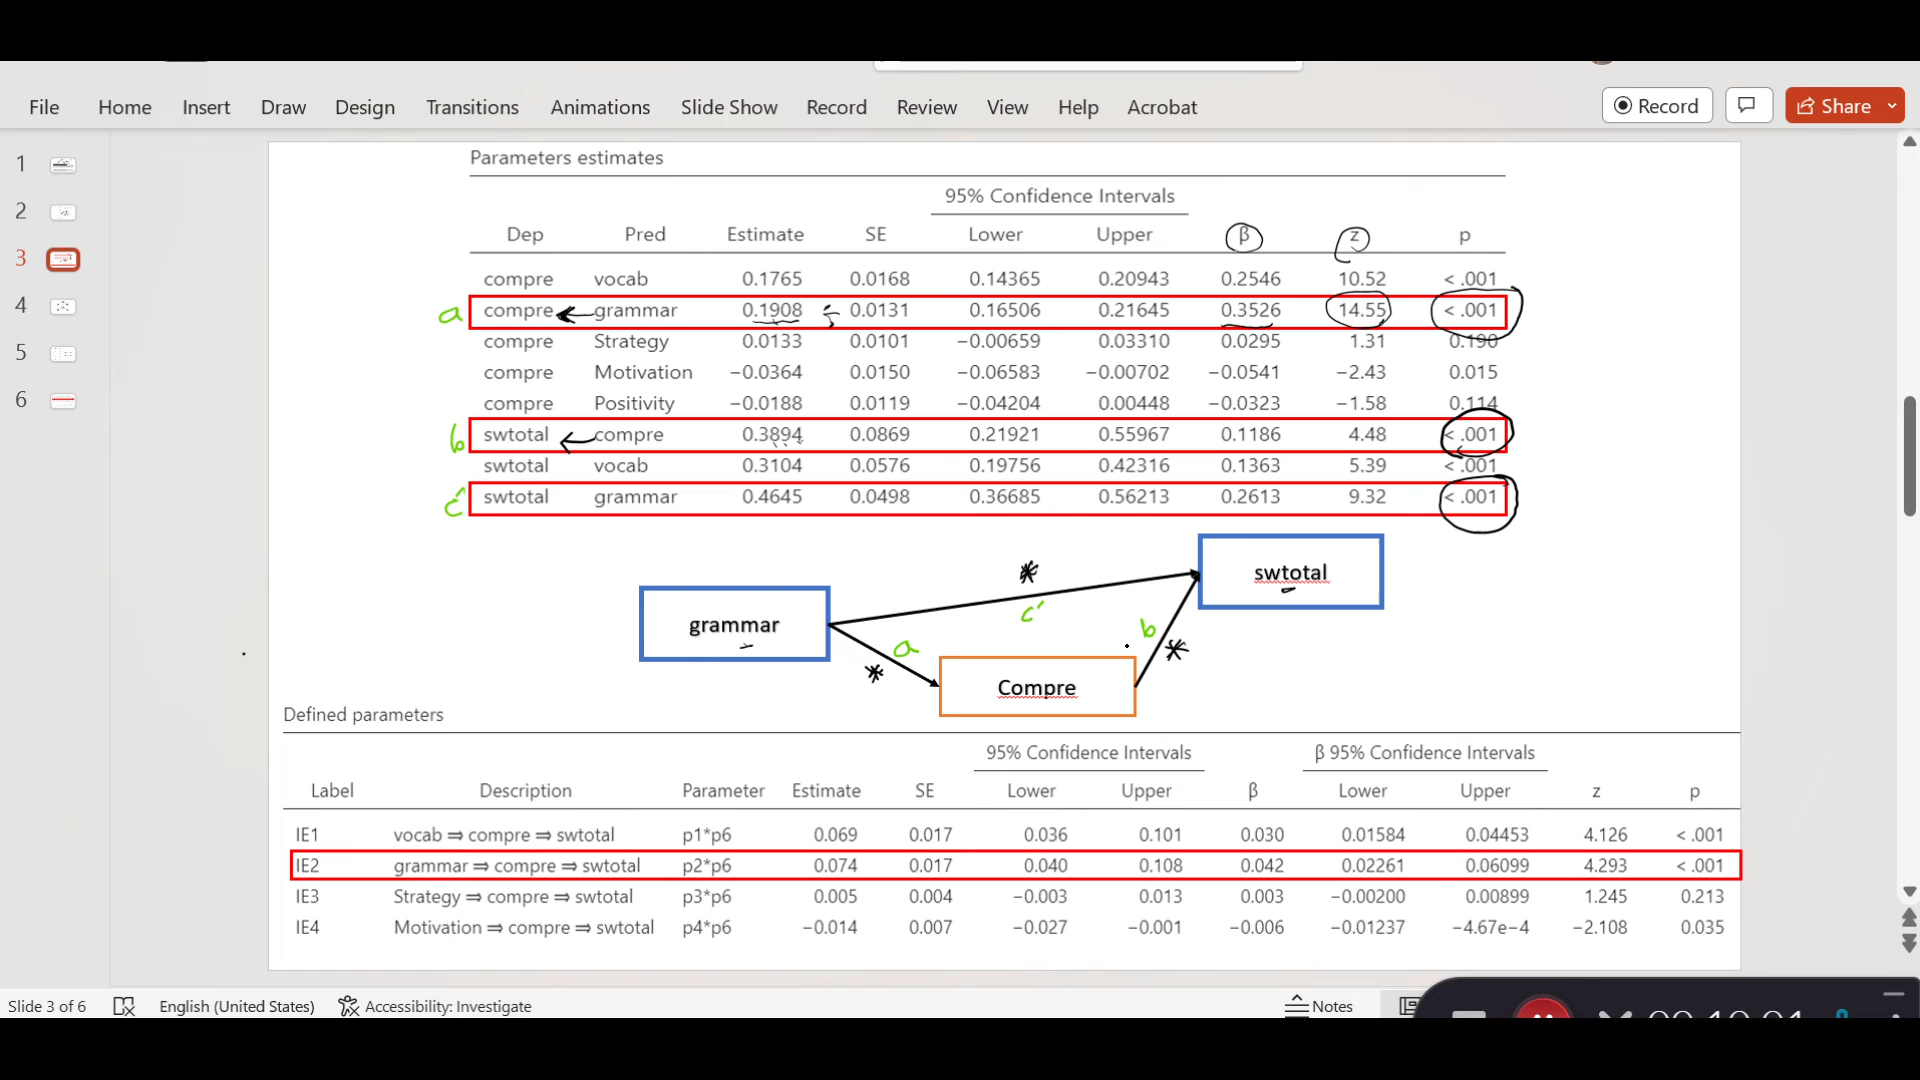 File Home Insert Draw Design Transitions Animations Slide Show Record Review View Help Acrobat Record Share
1
2
3
4
5
6
Parameters estimates
95% Confidence Intervals
Dep Pred Estimate SE Lower Upper β z p
compre vocab 0.1765 0.0168 0.14365 0.20943 0.2546 10.52 < .001
a compre grammar 0.1908 0.0131 0.16506 0.21645 0.3526 14.55 < .001
compre Strategy 0.0133 0.0101 −0.00659 0.03310 0.0295 1.31 0.190
compre Motivation −0.0364 0.0150 −0.06583 −0.00702 −0.0541 −2.43 0.015
compre Positivity −0.0188 0.0119 −0.04204 0.00448 −0.0323 −1.58 0.114
b swtotal compre 0.3894 0.0869 0.21921 0.55967 0.1186 4.48 < .001
swtotal vocab 0.3104 0.0576 0.19756 0.42316 0.1363 5.39 < .001
c' swtotal grammar 0.4645 0.0498 0.36685 0.56213 0.2613 9.32 < .001
* swtotal
grammar c' b
a * *
Compre
Defined parameters
95% Confidence Intervals β 95% Confidence Intervals
Label Description Parameter Estimate SE Lower Upper β Lower Upper z p
IE1 vocab ⇒ compre ⇒ swtotal p1*p6 0.069 0.017 0.036 0.101 0.030 0.01584 0.04453 4.126 < .001
IE2 grammar ⇒ compre ⇒ swtotal p2*p6 0.074 0.017 0.040 0.108 0.042 0.02261 0.06099 4.293 < .001
IE3 Strategy ⇒ compre ⇒ swtotal p3*p6 0.005 0.004 −0.003 0.013 0.003 −0.00200 0.00899 1.245 0.213
IE4 Motivation ⇒ compre ⇒ swtotal p4*p6 −0.014 0.007 −0.027 −0.001 −0.006 −0.01237 −4.67e−4 −2.108 0.035
Slide 3 of 6 English (United States) Accessibility: Investigate Notes